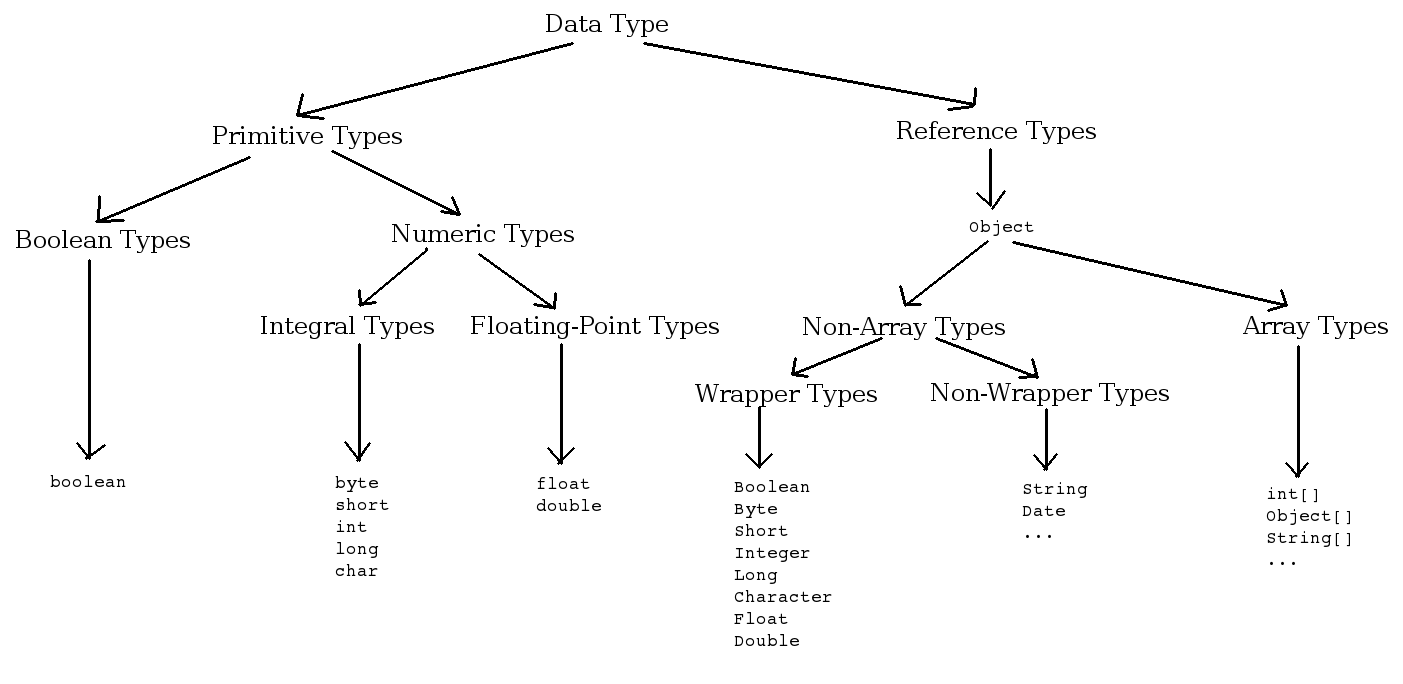 Data Type
Primitive Types
Reference Types
Boolean Types
Numeric Types
Object
Integral Types
Floating-Point Types
Non-Array Types
Array Types
Wrapper Types
Non-Wrapper Types
boolean
byte
short
int
long
char
float
double
Boolean
Byte
Short
Integer
Long
Character
Float
Double
String
Date
...
int[]
Object[]
String[]
...